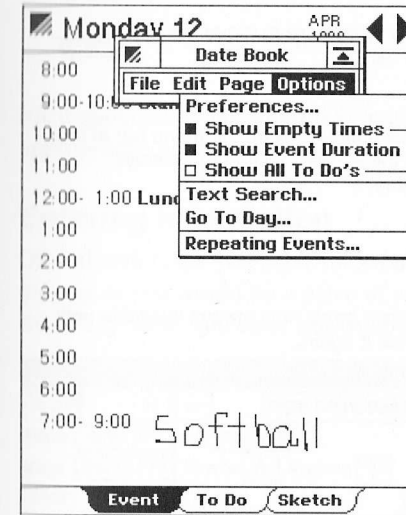 Monday 12 APR
Date Book
File Edit Page Options
8:00
9:00-10:
Preferences...
Show Empty Times
Show Event Duration
Show All To Do's
10:00
11:00
12:00- 1:00 Lunc
Text Search...
Go To Day...
1:00
Repeating Events...
2:00
3:00
4:00
5:00
6:00
7:00- 9:00 Softball
Event To Do Sketch